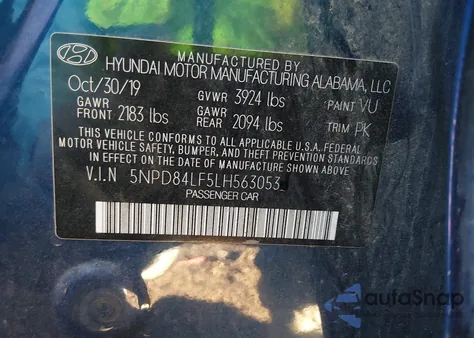 MANUFACTURED BY
HYUNDAI MOTOR MANUFACTURING ALABAMA, LLC
Oct/30/19 GVWR 3924 lbs PAINT VU
GAWR FRONT 2183 lbs GAWR REAR 2094 lbs TRIM PK
THIS VEHICLE CONFORMS TO ALL APPLICABLE U.S.A FEDERAL
MOTOR VEHICLE SAFETY, BUMPER, AND THEFT PREVENTION
STANDARDS IN EFFECT ON THE DATE OF MANUFACTURE SHOWN ABOVE.
V.I.N 5NPD84LF5LH563053
PASSENGER CAR
autoSnap